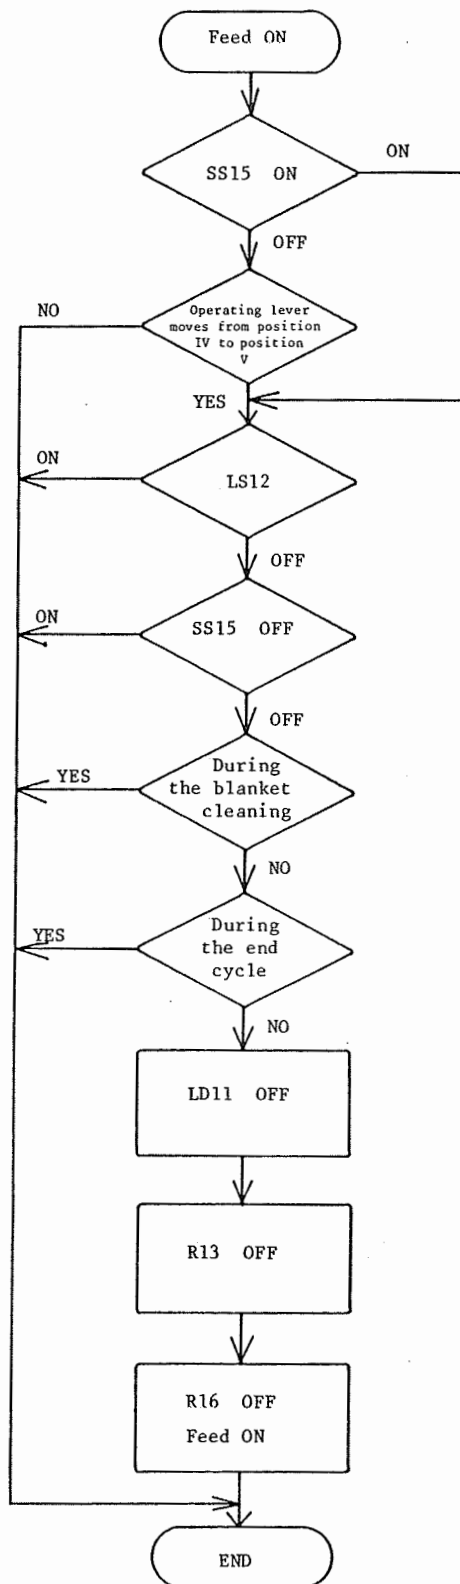 Feed ON
SS15 ON
ON
OFF
NO
Operating lever
moves from position
IV to position
V
YES
ON
LS12
OFF
ON
SS15 OFF
OFF
YES
During
the blanket
cleaning
NO
YES
During
the end
cycle
NO
LD11 OFF
R13 OFF
R16 OFF
Feed ON
END